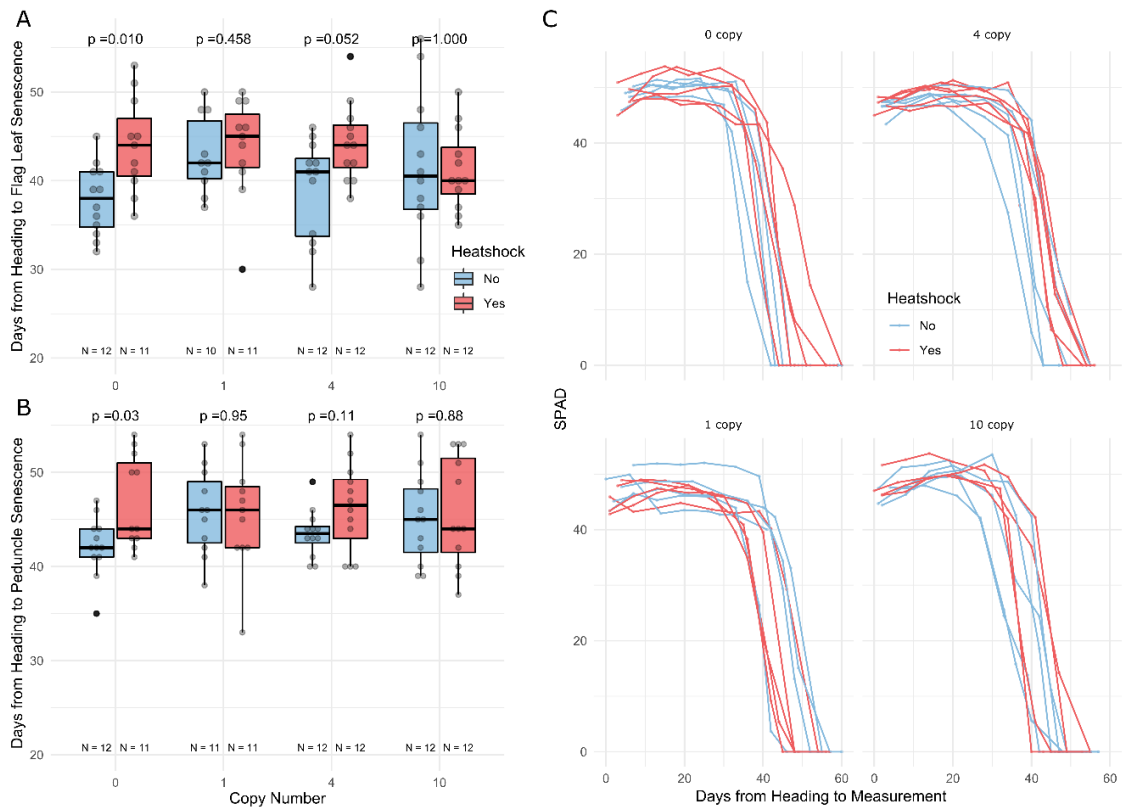 A
Days from Heading to Flag Leaf Senescence
p =0.010 p =0.458 p =0.052 p =1.000
50
40
30
20
Heatshock
No
Yes
N = 12 N = 11 N = 10 N = 11 N = 12 N = 12 N = 12 N = 12
0 1 4 10
B
Days from Heading to Peduncle Senescence
p =0.03 p =0.95 p =0.11 p =0.88
50
40
30
20
N = 12 N = 11 N = 11 N = 11 N = 12 N = 12 N = 12 N = 12
0 1 4 10
Copy Number
C
SPAD
0 copy 4 copy
40
20
0
Heatshock
No
Yes
1 copy 10 copy
40
20
0
0 20 40 60 0 20 40 60
Days from Heading to Measurement